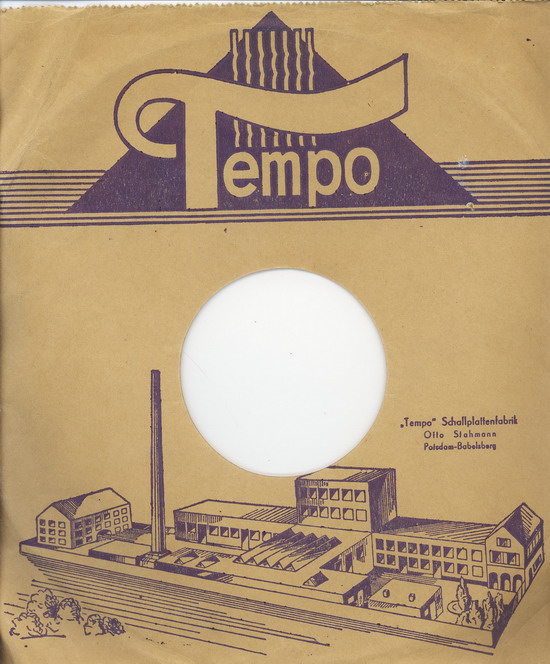 Tempo
„Tempo" Schallplattenfabrik
Otto Stahmann
Potsdam-Babelsberg